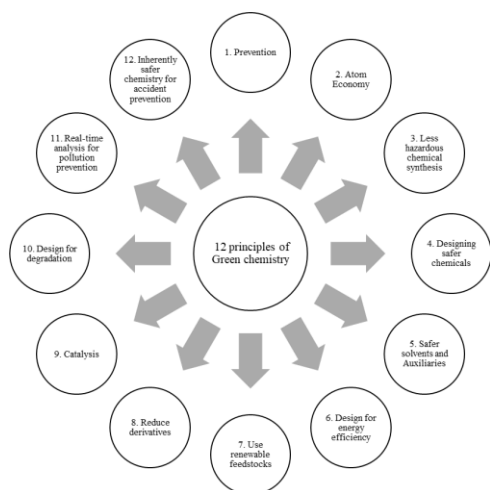 12 principles of
Green chemistry
1. Prevention
2. Atom
Economy
3. Less
hazardous
chemical
synthesis
4. Designing
safer
chemicals
5. Safer
solvents and
Auxiliaries
6. Design for
energy
efficiency
7. Use
renewable
feedstocks
8. Reduce
derivatives
9. Catalysis
10. Design for
degradation
11. Real-time
analysis for
pollution
prevention
12. Inherently
safer
chemistry for
accident
prevention